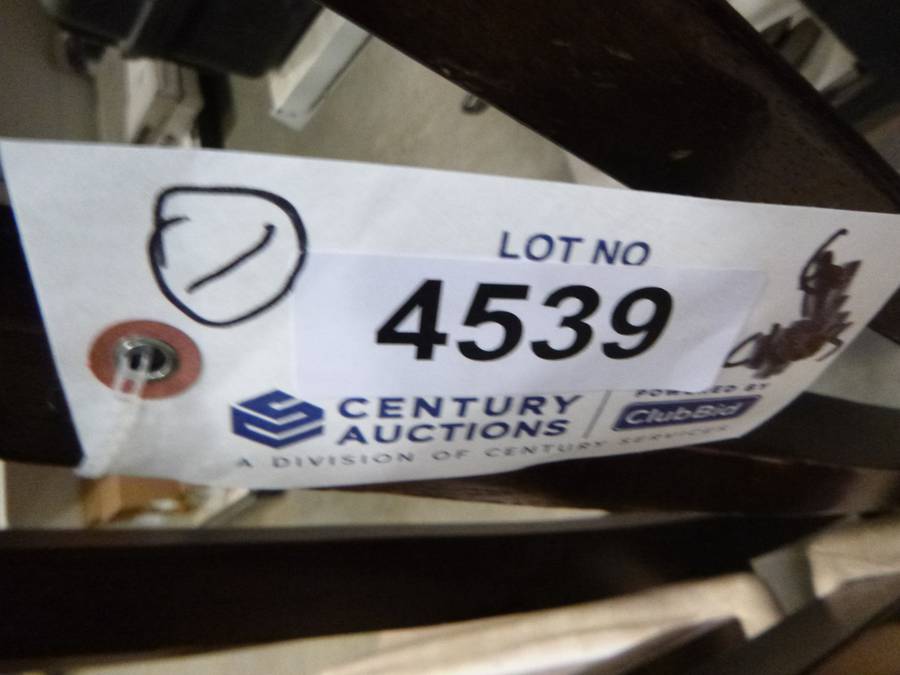 1
LOT NO
4539
CENTURY AUCTIONS
POWERED BY
ClubBid
A DIVISION OF CENTURY SERVICES